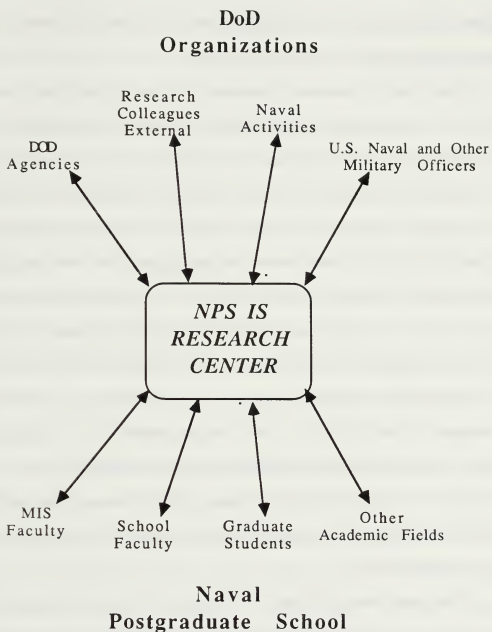 DoD
Organizations
Research
Colleagues
External
Naval
Activities
DOD
Agencies
U.S. Naval and Other
Military Officers
NPS IS
RESEARCH
CENTER
MIS
Faculty
School
Faculty
Graduate
Students
Other
Academic Fields
Naval
Postgraduate School